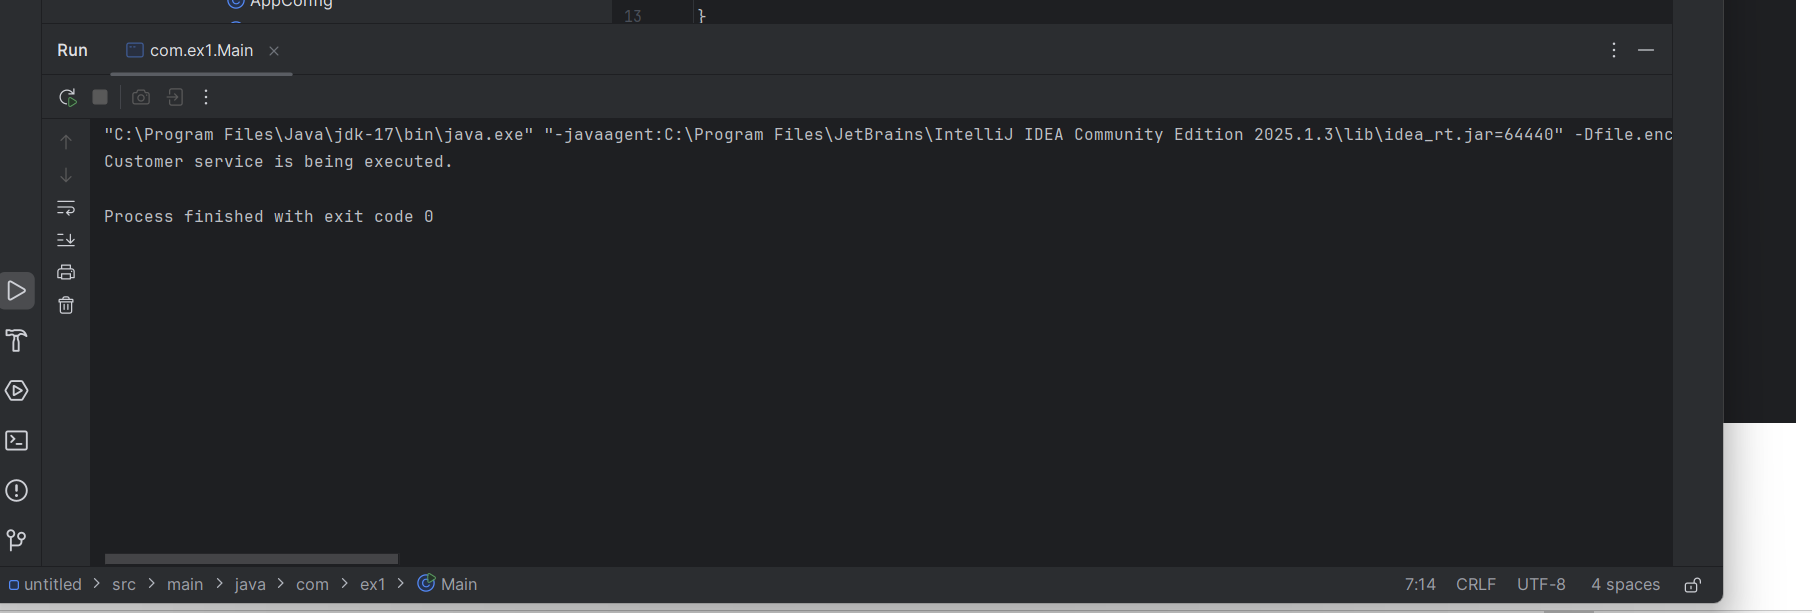 AppConfig
13 }
Run com.ex1.Main
"C:\Program Files\Java\jdk-17\bin\java.exe" "-javaagent:C:\Program Files\JetBrains\IntelliJ IDEA Community Edition 2025.1.3\lib\idea_rt.jar=64440" -Dfile.enc
Customer service is being executed.
Process finished with exit code 0
untitled > src > main > java > com > ex1 > Main
7:14 CRLF UTF-8 4 spaces